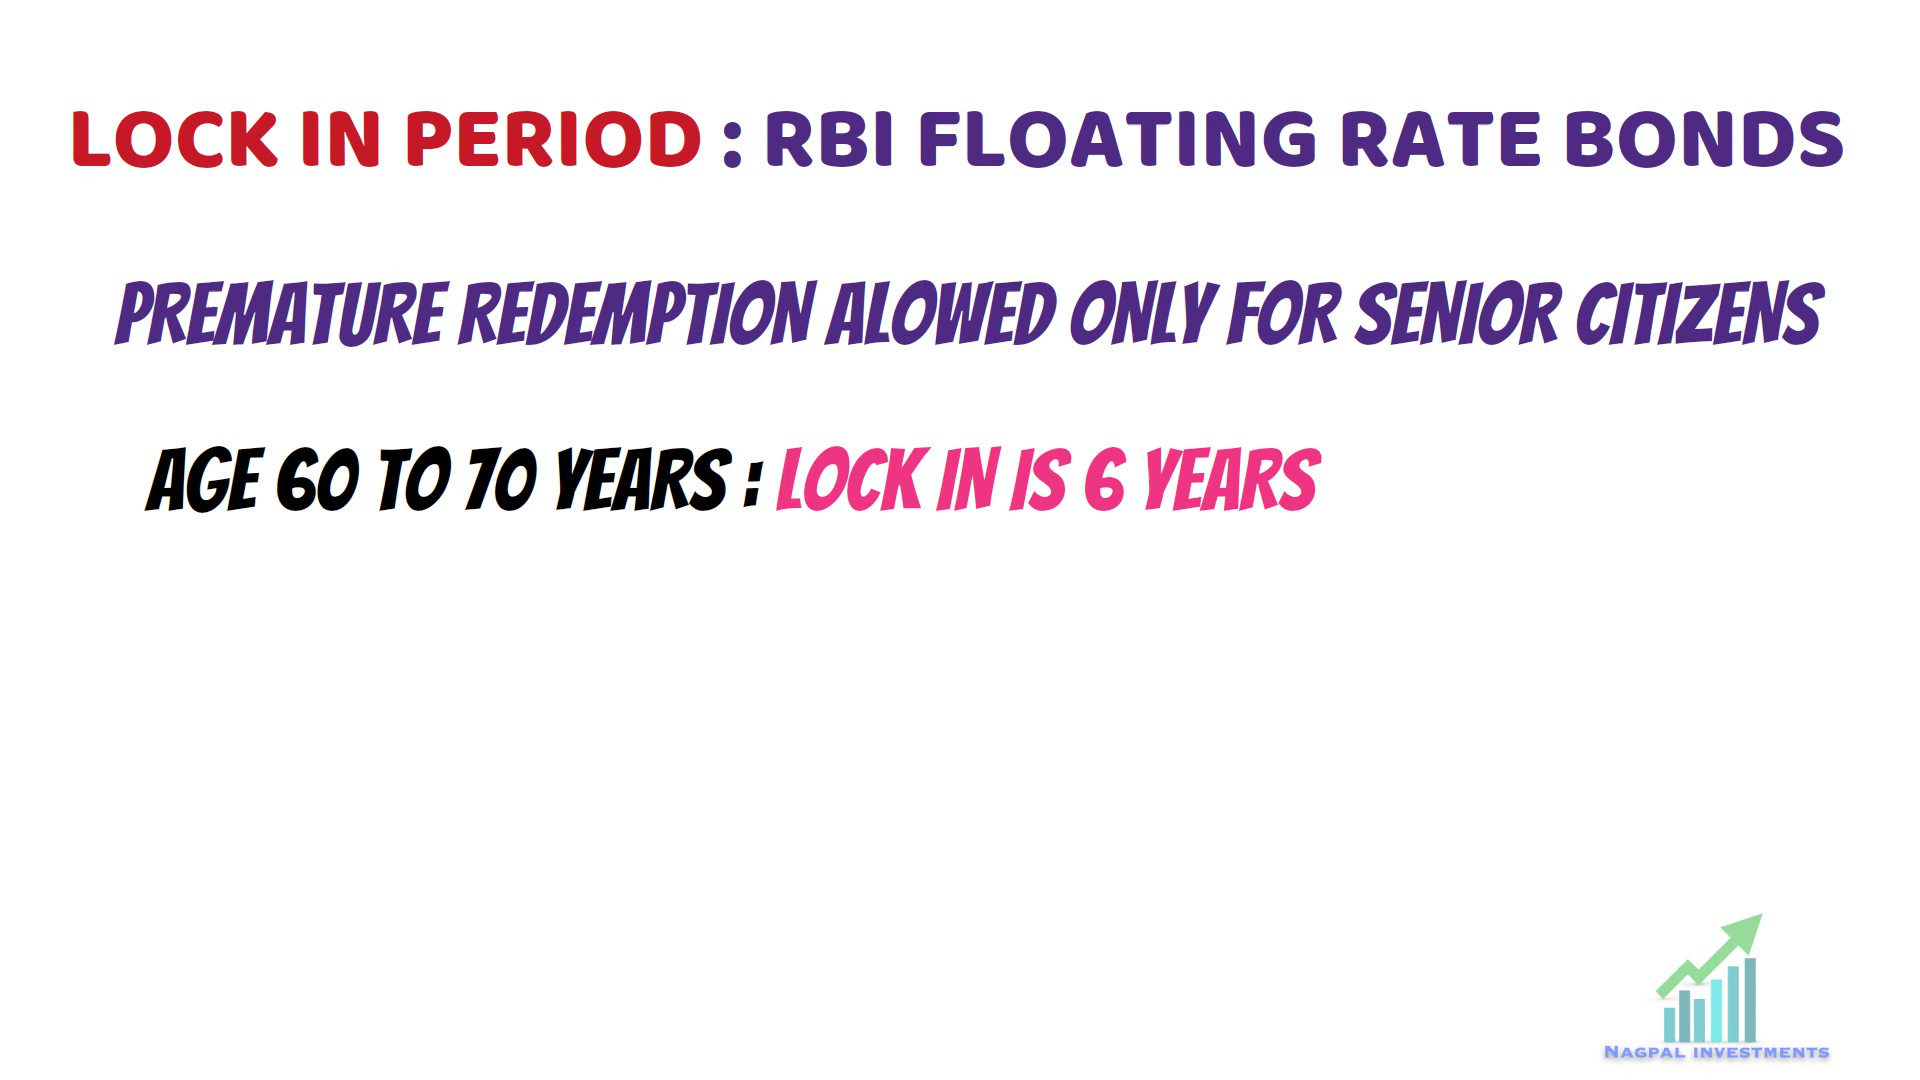 LOCK IN PERIOD : RBI FLOATING RATE BONDS
PREMATURE REDEMPTION ALOWED ONLY FOR SENIOR CITIZENS
AGE 60 TO 70 YEARS : LOCK IN IS 6 YEARS
NAGPAL INVESTMENTS